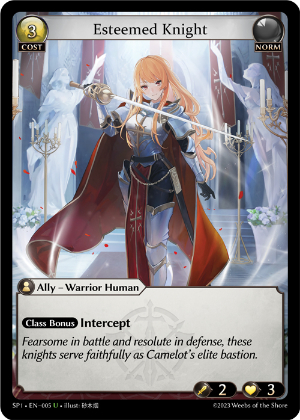 3
COST
Esteemed Knight
NORM
Ally – Warrior Human
Class Bonus Intercept
Fearsome in battle and resolute in defense, these
knights serve faithfully as Camelot's elite bastion.
2
3
SP1 • EN-005 U • illust: 砂木塔
©2023 Weebs of the Shore